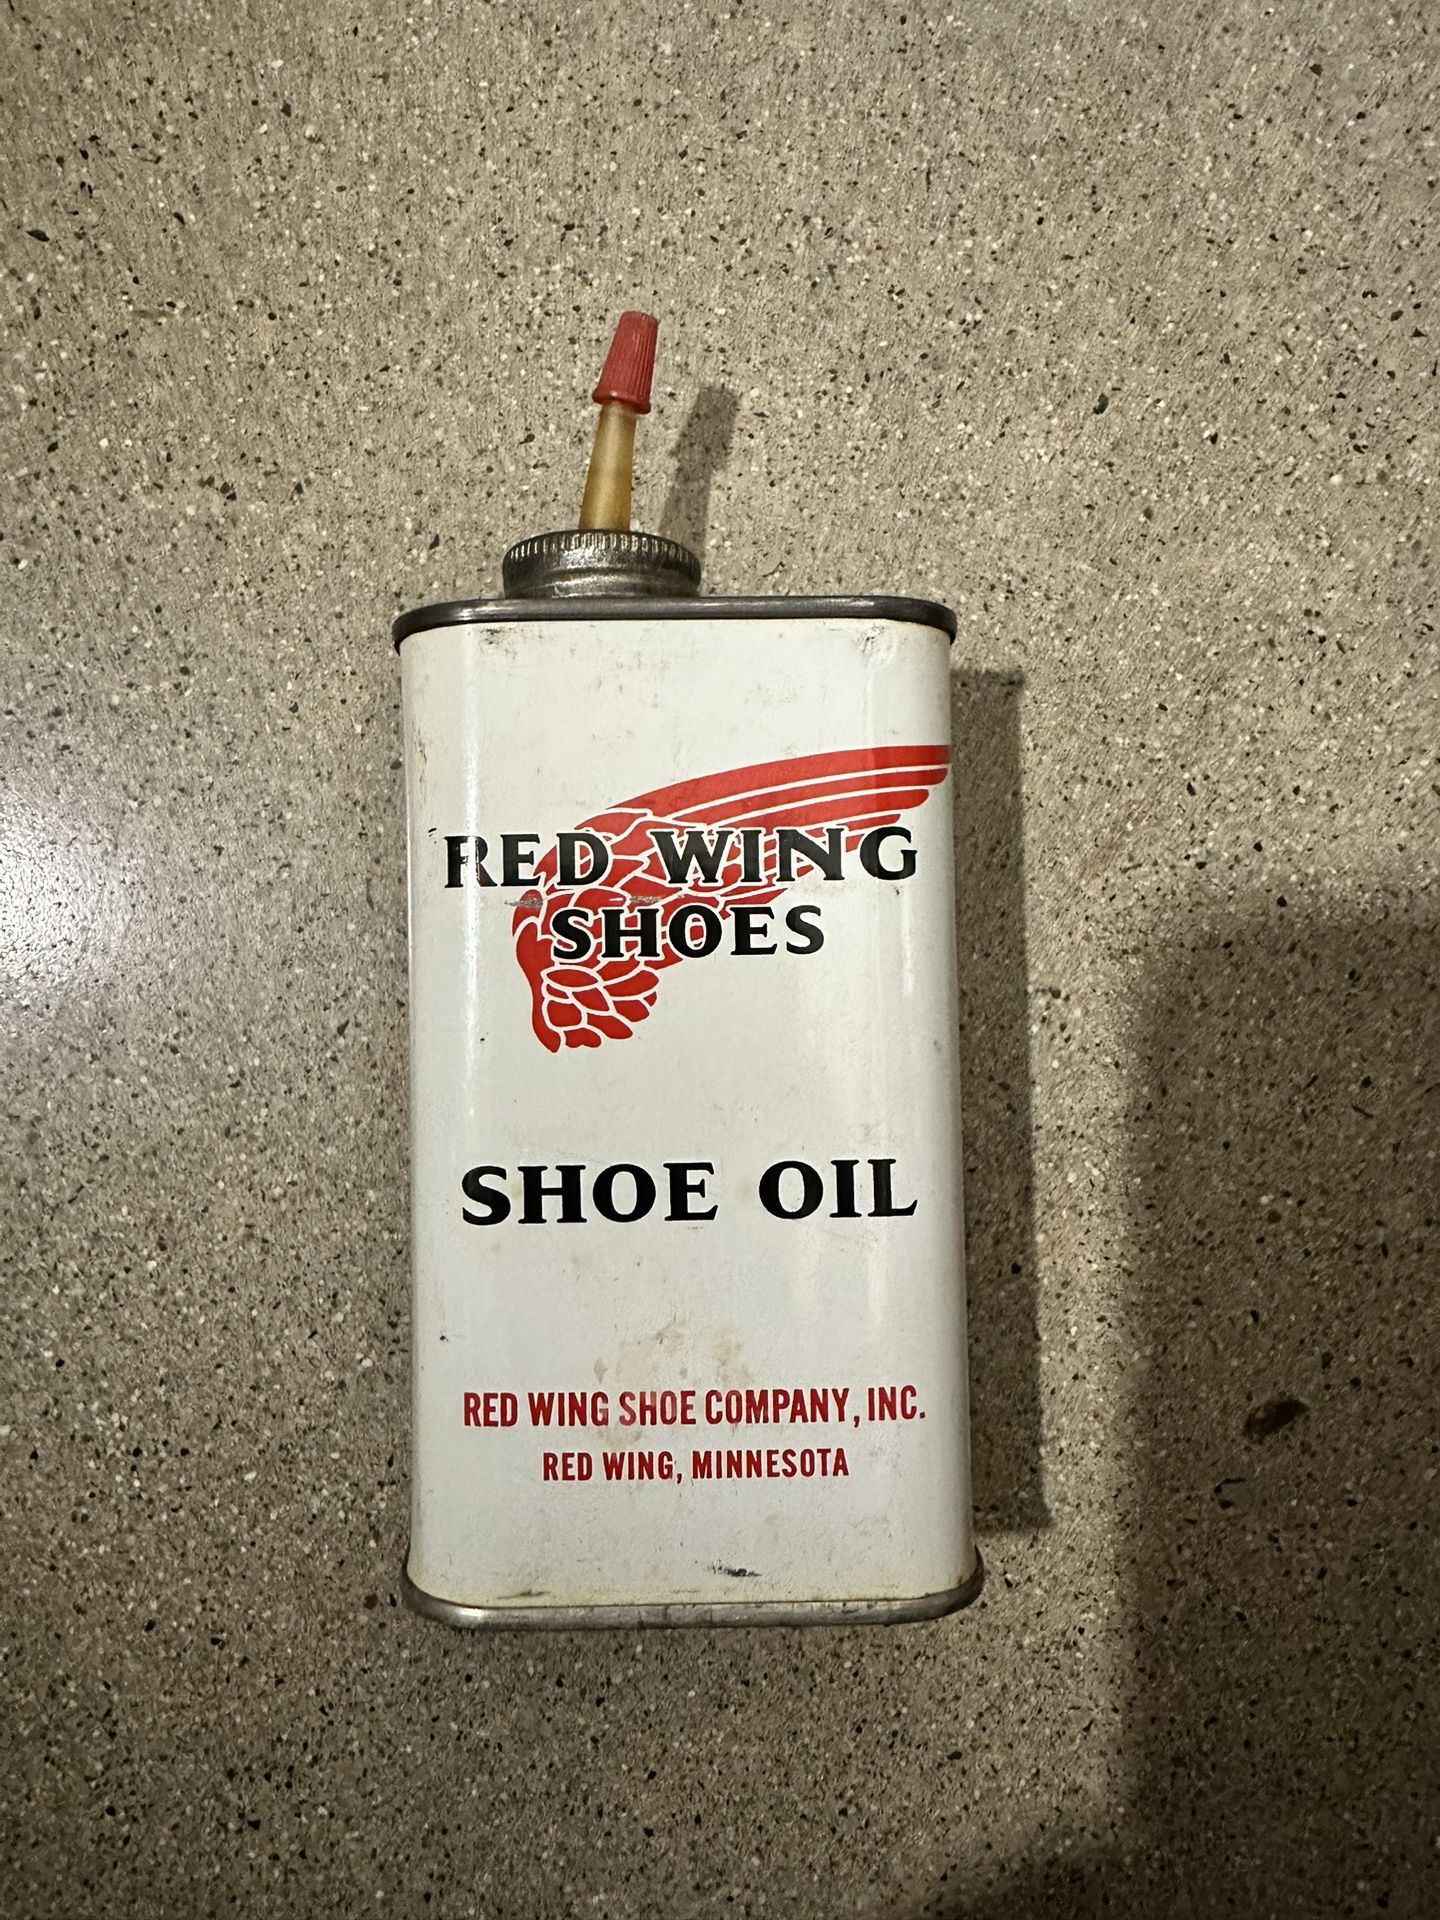 RED WING
SHOES
SHOE OIL
RED WING SHOE COMPANY, INC.
RED WING, MINNESOTA